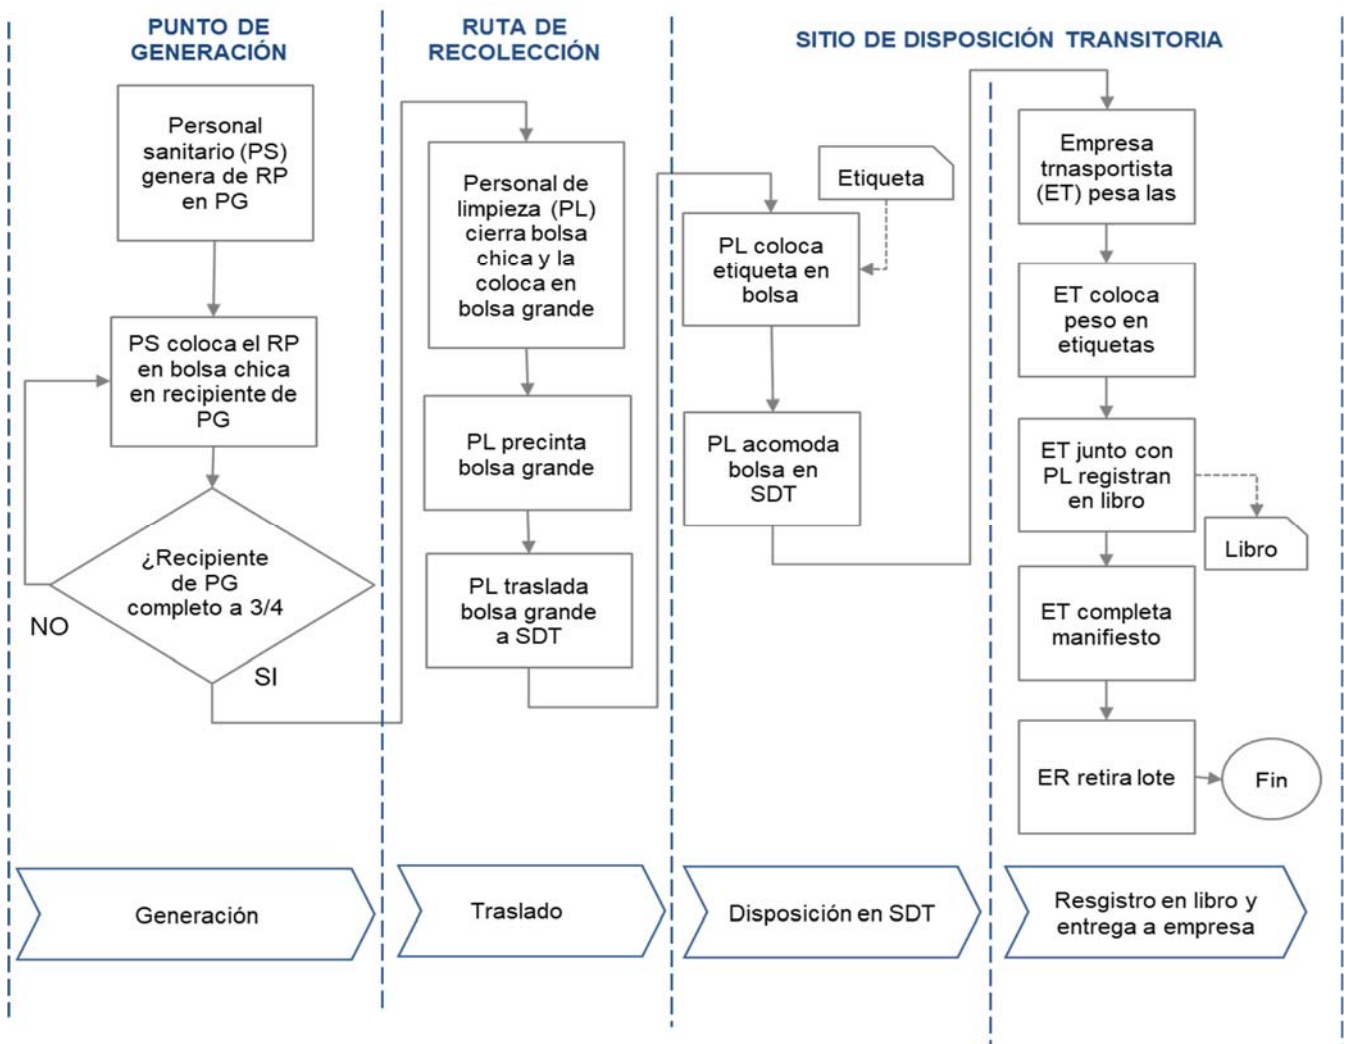 PUNTO DE
GENERACIÓN
Personal
sanitario (PS)
genera de RP
en PG
PS coloca el RP
en bolsa chica
en recipiente de
PG
¿Recipiente
de PG
completo a 3/4
NO
SI
RUTA DE
RECOLECCIÓN
Personal de
limpieza (PL)
cierra bolsa
chica y la
coloca en
bolsa grande
PL precinta
bolsa grande
PL traslada
bolsa grande
a SDT
SITIO DE DISPOSICIÓN TRANSITORIA
Etiqueta
PL coloca
etiqueta en
bolsa
PL acomoda
bolsa en
SDT
Empresa
trnasportista
(ET) pesa las
ET coloca
peso en
etiquetas
ET junto con
PL registran
en libro
Libro
ET completa
manifiesto
ER retira lote
Fin
Generación
Traslado
Disposición en SDT
Resgistro en libro y
entrega a empresa